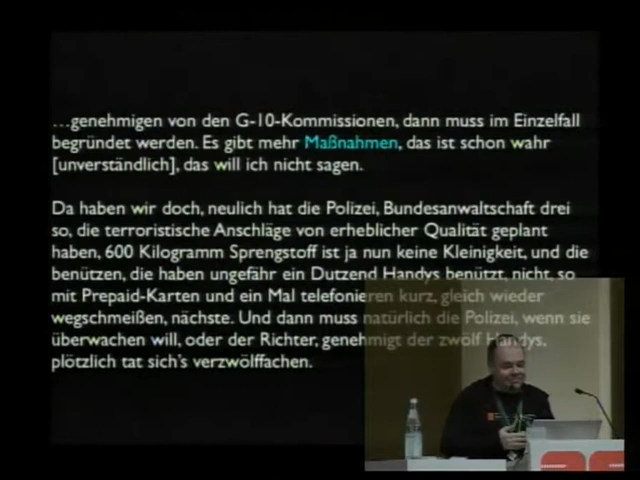 …genehmigen von den G-10-Kommissionen, dann muss im Einzelfall
begründet werden. Es gibt mehr Maßnahmen, das ist schon wahr
[unverständlich], das will ich nicht sagen.
Da haben wir doch, neulich hat die Polizei, Bundesanwaltschaft drei
so, die terroristische Anschläge von erheblicher Qualität geplant
haben, 600 Kilogramm Sprengstoff ist ja nun keine Kleinigkeit, und die
benützen, die haben ungefähr ein Dutzend Handys benützt, nicht, so
mit Prepaid-Karten und ein Mal telefonieren kurz, gleich wieder
wegschmeißen, nächste. Und dann muss natürlich die Polizei, wenn sie
überwachen will, oder der Richter, genehmigt der zwölf Handys,
plötzlich tat sich's verzwölffachen.